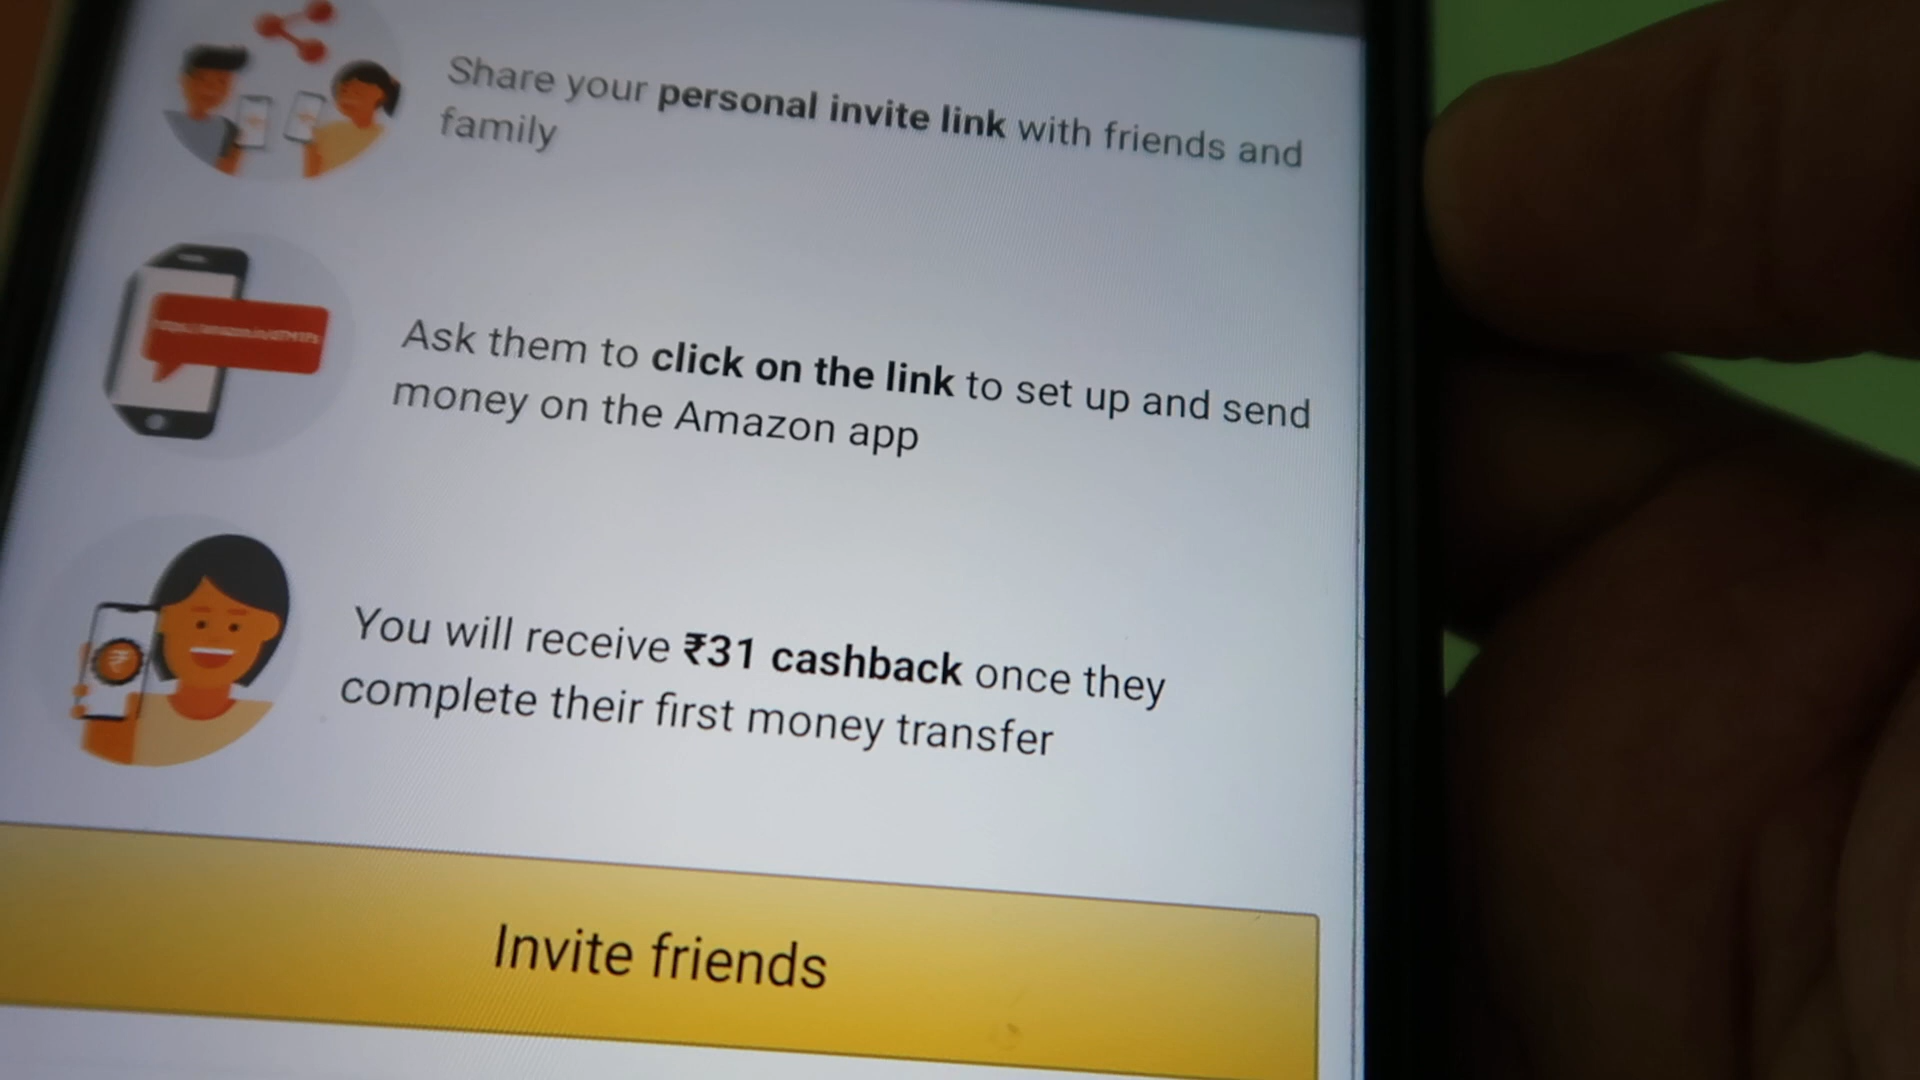 Share your personal invite link with friends and
family
Ask them to click on the link to set up and send
money on the Amazon app
You will receive ₹31 cashback once they
complete their first money transfer
Invite friends